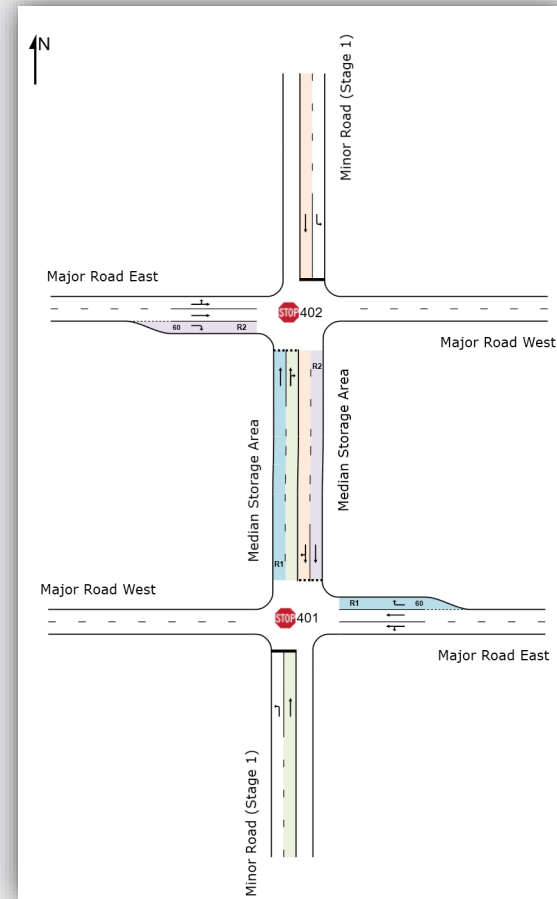 N
Minor Road (Stage 1)
Major Road East
STOP 402
60 R2
Major Road West
R2
Median Storage Area
Median Storage Area
R1
Major Road West
R1 60
STOP 401
Major Road East
Minor Road (Stage 1)